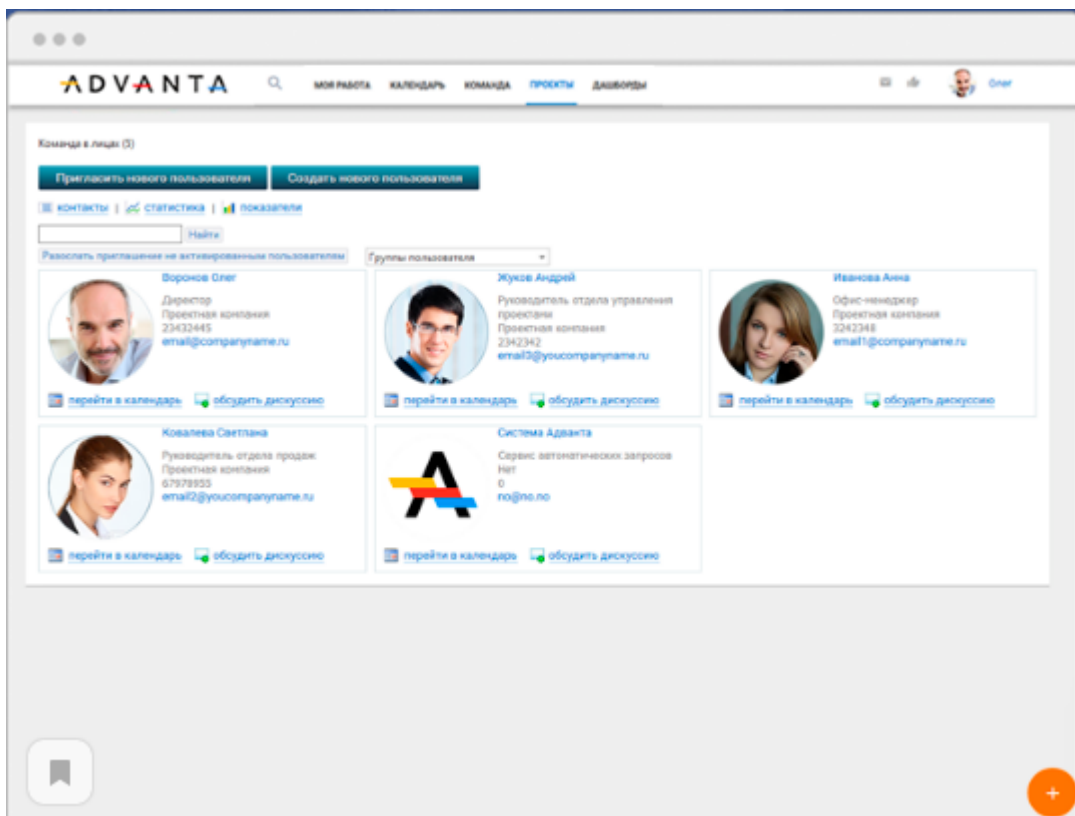 ADVANTA
МОЯ РАБОТА КАЛЕНДАРЬ КОМАНДА ПРОЕКТЫ ДАШБОРДЫ
Олег
Команда в лицах (5)
Пригласить нового пользователя Создать нового пользователя
контакты | статистика | показатели
Найти
Разослать приглашение не активированным пользователям Группы пользователя
Воронов Олег
Директор
Проектная компания
23432445
email@companyname.ru
перейти в календарь обсудить дискуссию
Жуков Андрей
Руководитель отдела управления
проектами
Проектная компания
2342342
email3@youcompanyname.ru
перейти в календарь обсудить дискуссию
Иванова Анна
Офис-менеджер
Проектная компания
3242348
email1@companyname.ru
перейти в календарь обсудить дискуссию
Ковалева Светлана
Руководитель отдела продаж
Проектная компания
67978955
email2@youcompanyname.ru
перейти в календарь обсудить дискуссию
Система Адванта
Сервис автоматических запросов
Нет
0
no@no.no
перейти в календарь обсудить дискуссию